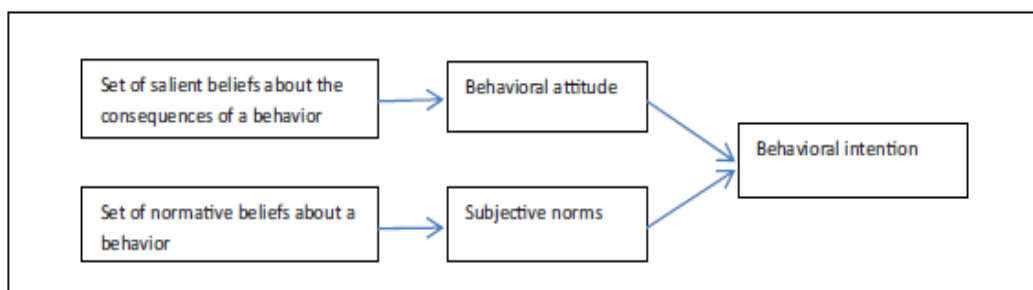 Set of salient beliefs about the
consequences of a behavior
Behavioral attitude
Behavioral intention
Set of normative beliefs about a
behavior
Subjective norms